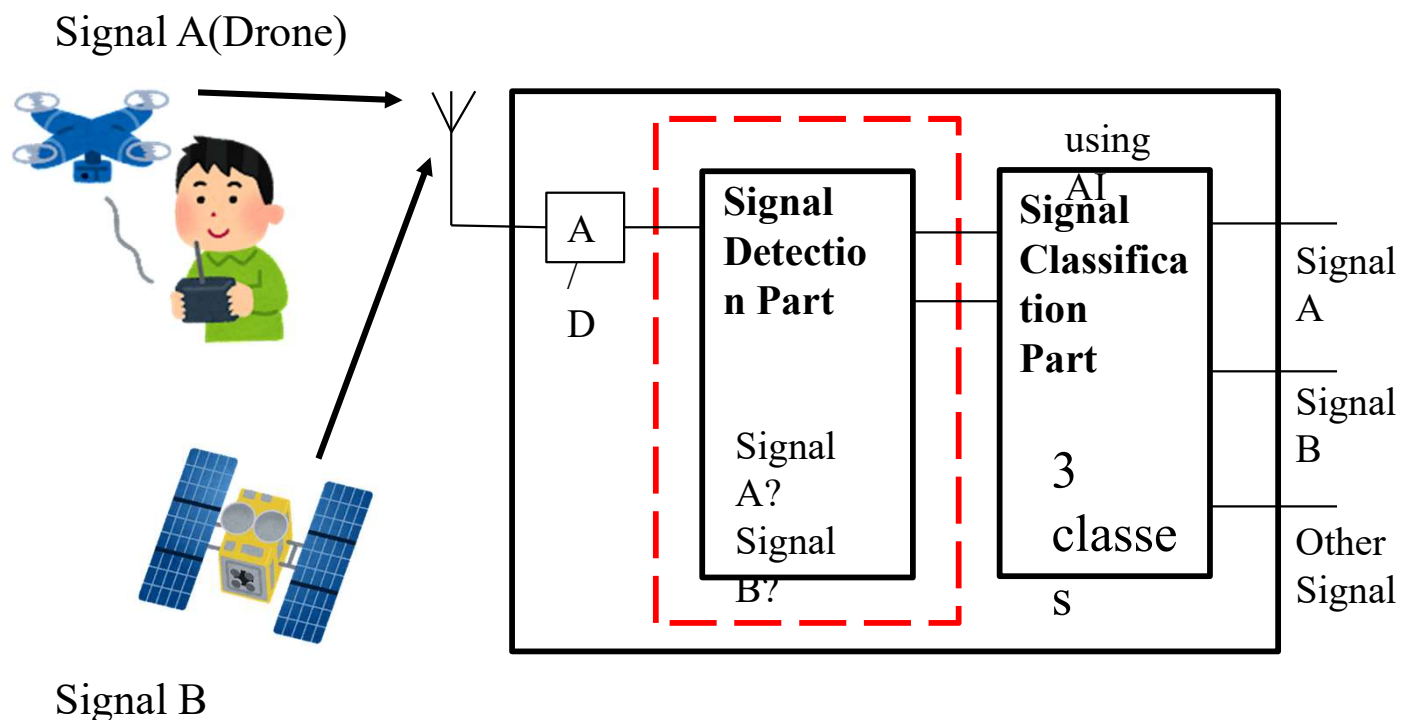 Signal A(Drone)
using
AI
A
/
D
Signal
Detectio
n Part
Signal
A?
Signal
B?
Signal
Classifica
tion
Part
3
classe
s
Signal
A
Signal
B
Other
Signal
Signal B